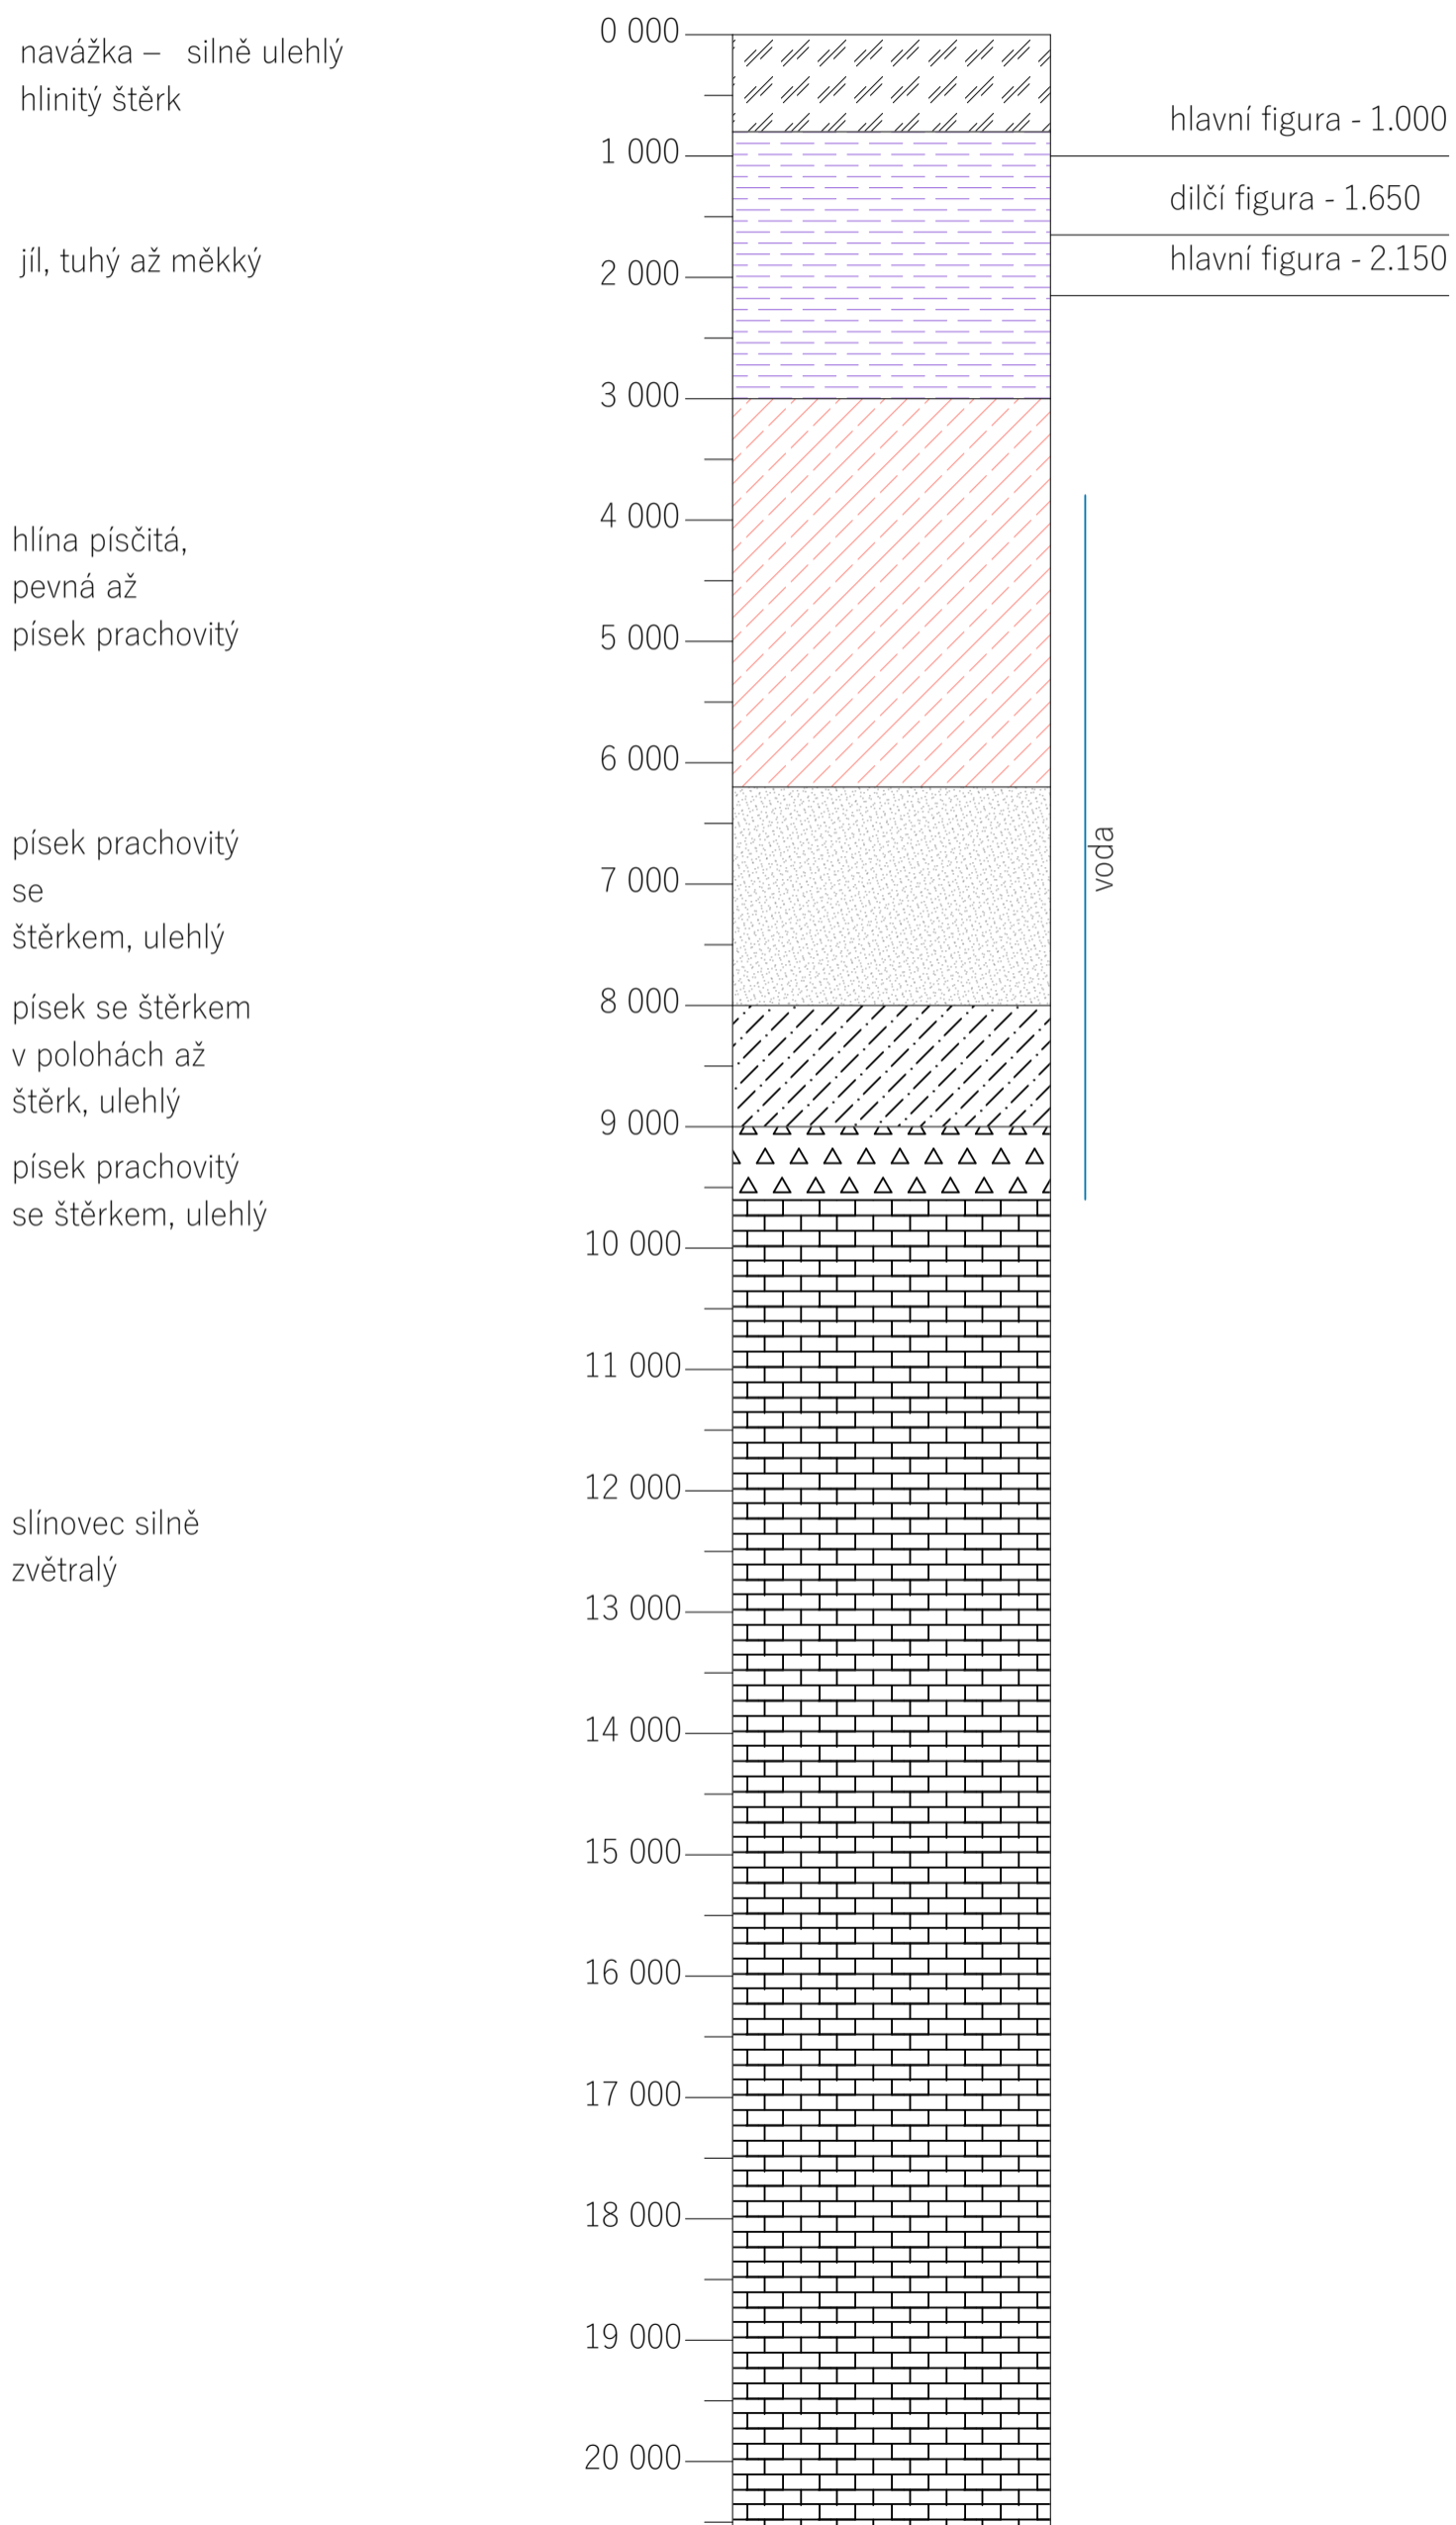 navážka – silně ulehlý
hlinitý štěrk
jíl, tuhý až měkký
hlína písčitá,
pevná až
písek prachovitý
písek prachovitý
se
štěrkem, ulehlý
písek se štěrkem
v polohách až
štěrk, ulehlý
písek prachovitý
se štěrkem, ulehlý
slínovec silně
zvětralý
0 000
1 000
2 000
3 000
4 000
5 000
6 000
7 000
8 000
9 000
10 000
11 000
12 000
13 000
14 000
15 000
16 000
17 000
18 000
19 000
20 000
hlavní figura - 1.000
dilčí figura - 1.650
hlavní figura - 2.150
voda